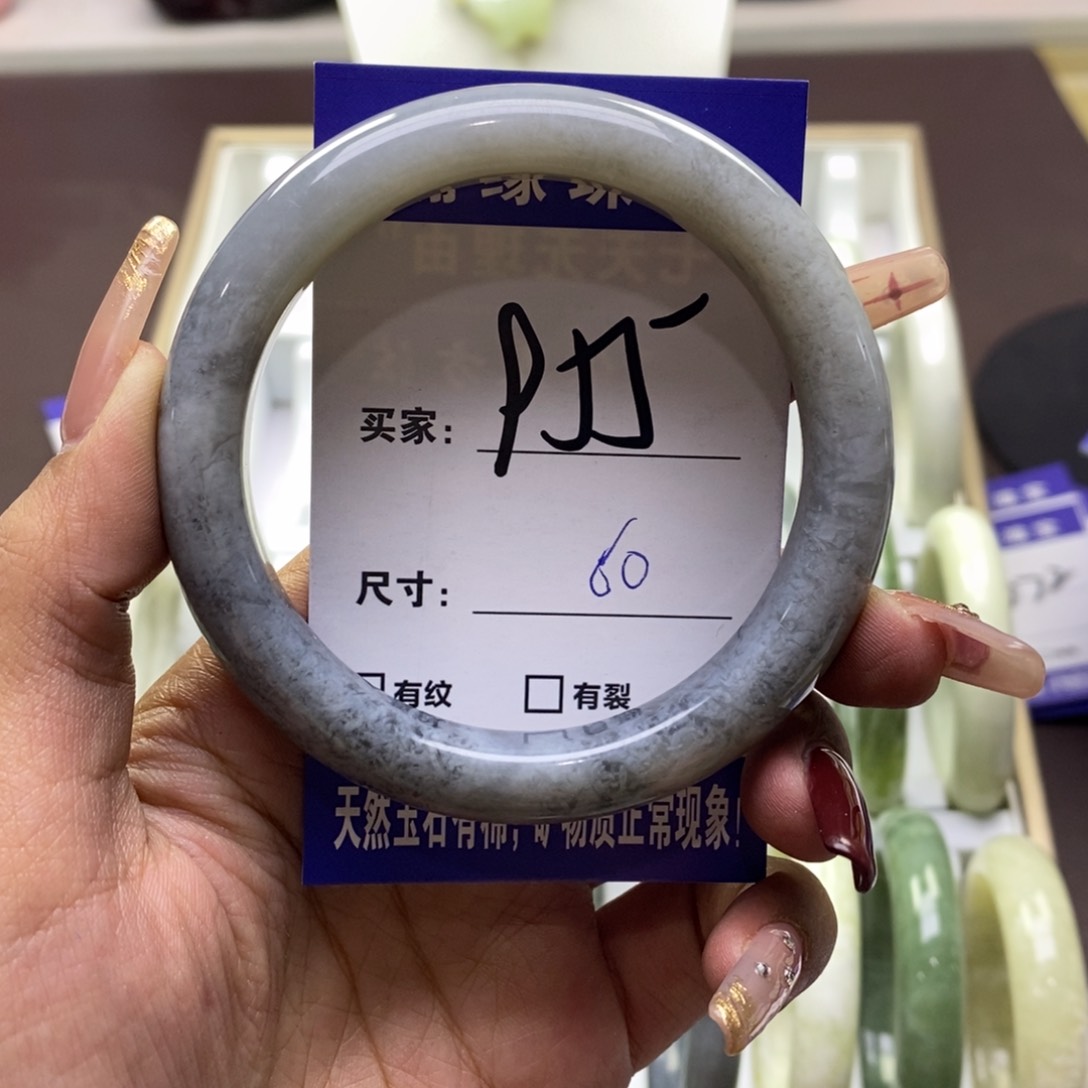 缘
买家：
尺寸： 60
有纹 有裂
天然玉石有棉，矿物质正常现象！